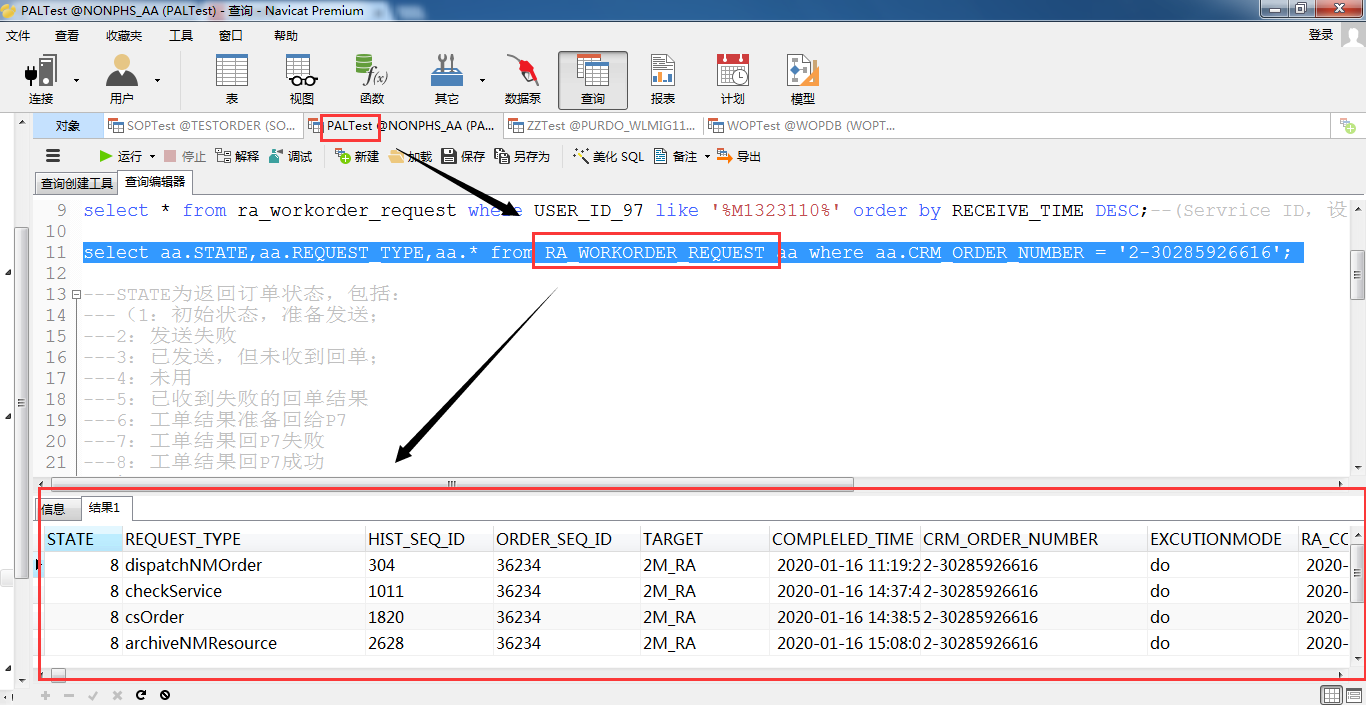 PALTest @NONPHS_AA (PALTest) - 查询 - Navicat Premium
文件 查看 收藏夹 工具 窗口 帮助 登录
连接 用户 表 视图 函数 其它 数据泵 查询 报表 计划 模型
对象 SOPTest @TESTORDER (SO... PALTest @NONPHS_AA (PA... ZZTest @PURDO_WLMIG11... WOPTest @WOPDB (WOPT...
运行 停止 解释 调试 新建 加载 保存 另存为 美化 SQL 备注 导出
查询创建工具 查询编辑器
9 select * from ra_workorder_request where USER_ID_97 like '%M1323110%' order by RECEIVE_TIME DESC;--(Servrice ID，设
10
11 select aa.STATE,aa.REQUEST_TYPE,aa.* from RA_WORKORDER_REQUEST aa where aa.CRM_ORDER_NUMBER = '2-30285926616';
12
13 ---STATE为返回订单状态，包括：
14 ---（1：初始状态，准备发送；
15 ---2：发送失败
16 ---3：已发送，但未收到回单；
17 ---4：未用
18 ---5：已收到失败的回单结果
19 ---6：工单结果准备回给P7
20 ---7：工单结果回P7失败
21 ---8：工单结果回P7成功
信息 结果1
STATE REQUEST_TYPE HIST_SEQ_ID ORDER_SEQ_ID TARGET COMPLELED_TIME CRM_ORDER_NUMBER EXCUTIONMODE RA_CC
8 dispatchNMOrder 304 36234 2M_RA 2020-01-16 11:19:2 2-30285926616 do 2020-
8 checkService 1011 36234 2M_RA 2020-01-16 14:37:4 2-30285926616 do 2020-
8 csOrder 1820 36234 2M_RA 2020-01-16 14:38:5 2-30285926616 do 2020-
8 archiveNMResource 2628 36234 2M_RA 2020-01-16 15:08:0 2-30285926616 do 2020-